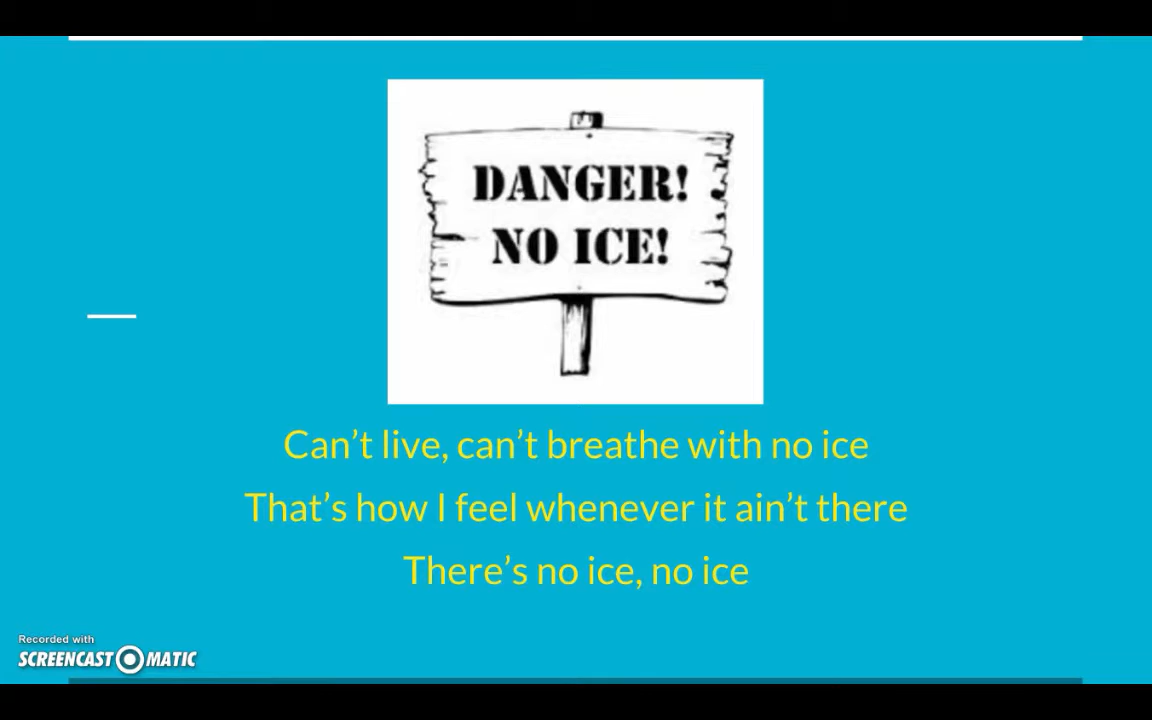 DANGER!
NO ICE!
Can't live, can't breathe with no ice
That's how I feel whenever it ain't there
There's no ice, no ice
Recorded with
SCREENCAST MATIC